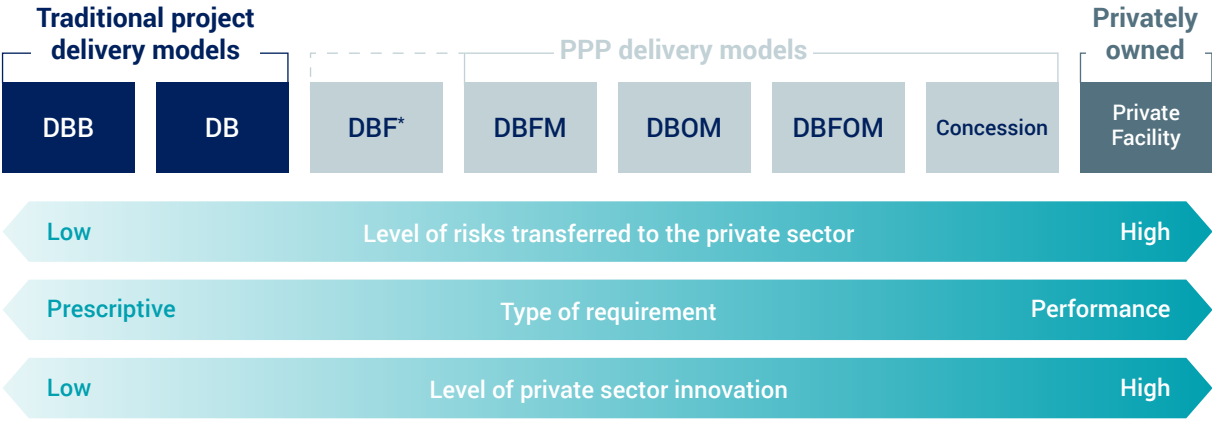 Traditional project
delivery models
PPP delivery models
Privately
owned
DBB
DB
DBF*
DBFM
DBOM
DBFOM
Concession
Private
Facility
Low
Level of risks transferred to the private sector
High
Prescriptive
Type of requirement
Performance
Low
Level of private sector innovation
High